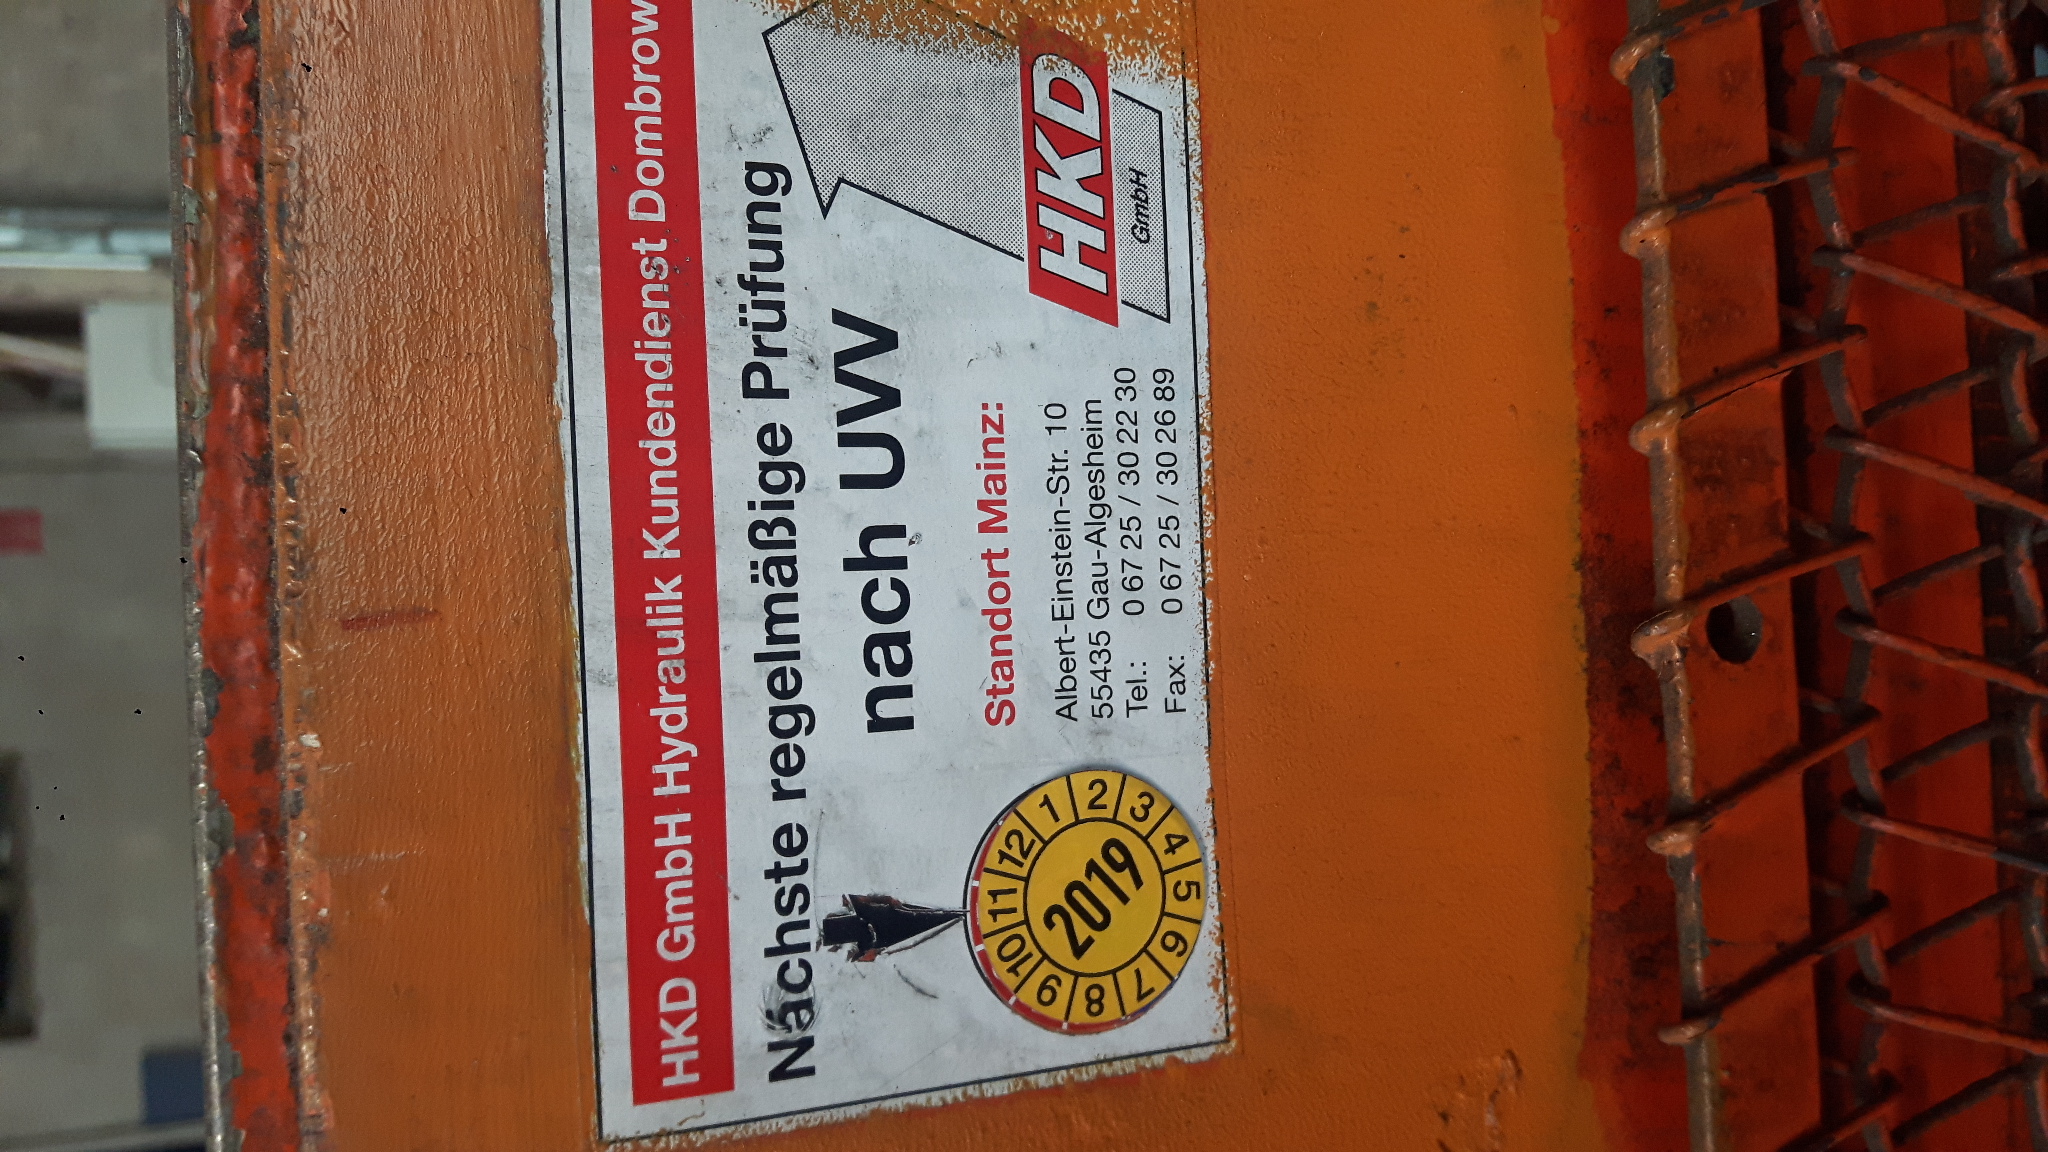 HKD GmbH Hydraulik Kundendienst
Nächste regelmäßige Prüfung
nach UVV
Standort Mainz:
Albert-Einstein-Str. 10
55435 Gau-Algesheim
Tel.: 0 67 25 / 30 22 30
Fax: 0 67 25 / 30 26 89
HKD
GmbH
2019
1 2 3 4 5 6 7 8 9 10 11 12